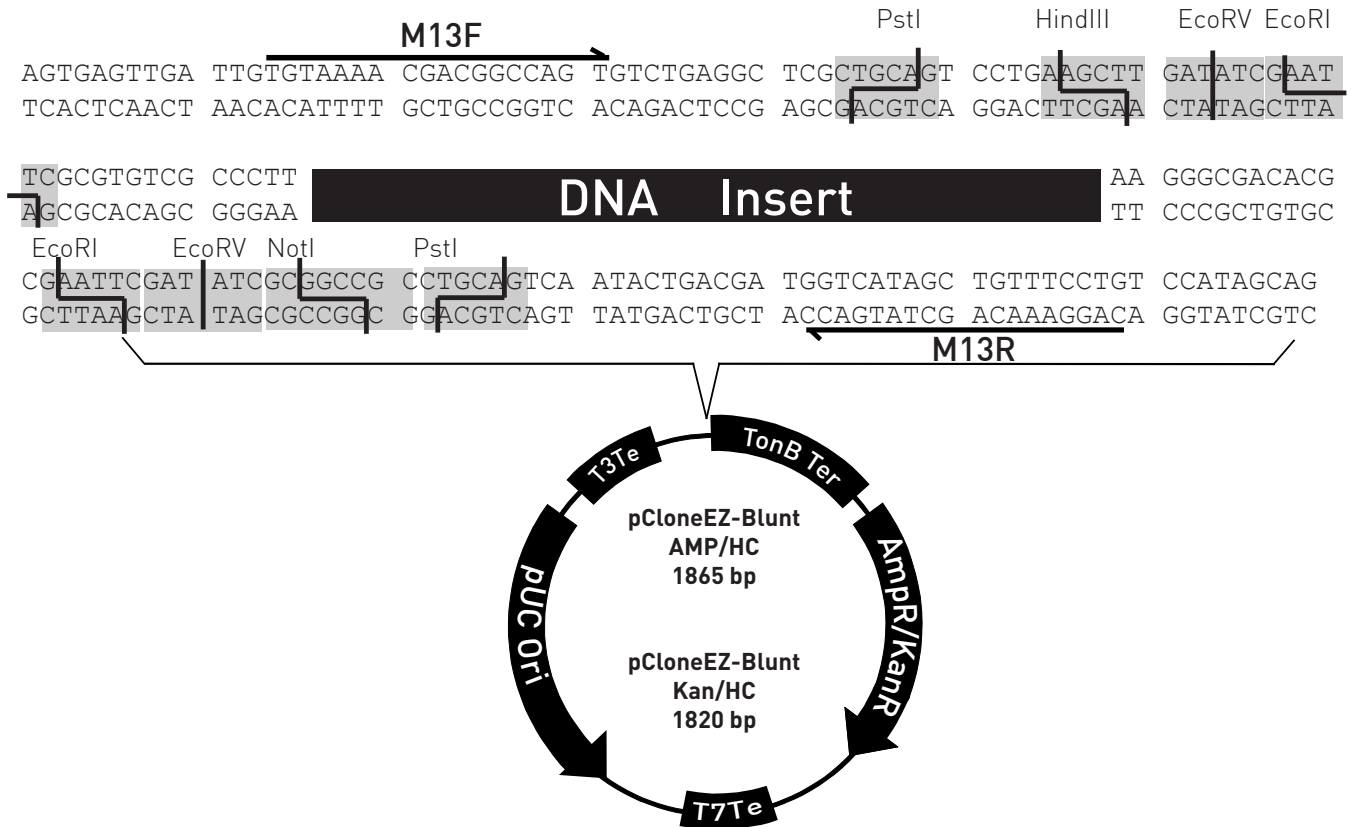 M13F
PstI HindIII EcoRV EcoRI
AGTGAGTTGA TTGTGTAAAA CGACGGCCAG TGTCTGAGGC TCGCTGCAGT CCTGAAGCTT GATATCGAAT
TCACTCAACT AACACATTTT GCTGCCGGTC ACAGACTCCG AGCGACGTCA GGACTTCGAA CTATAGCTTA
TCGCGTGTCG CCCTT DNA Insert AA GGGCGACACG
AGCGCACAGC GGGAA TT CCCGCTGTGC
EcoRI EcoRV NotI PstI
CGAATTCGAT ATCGCGGCCG CCTGCAGTCA ATACTGACGA TGGTCATAGC TGTTTCCTGT CCATAGCAG
GCTTAAGCTA TAGCGCCGGC GGACGTCAGT TATGACTGCT ACCAGTATCG ACAAAGGACA GGTATCGTC
M13R
T3Te
TonB Ter
pCloneEZ-Blunt
AMP/HC
1865 bp
pUC Ori
AmpR/KanR
pCloneEZ-Blunt
Kan/HC
1820 bp
T7Te